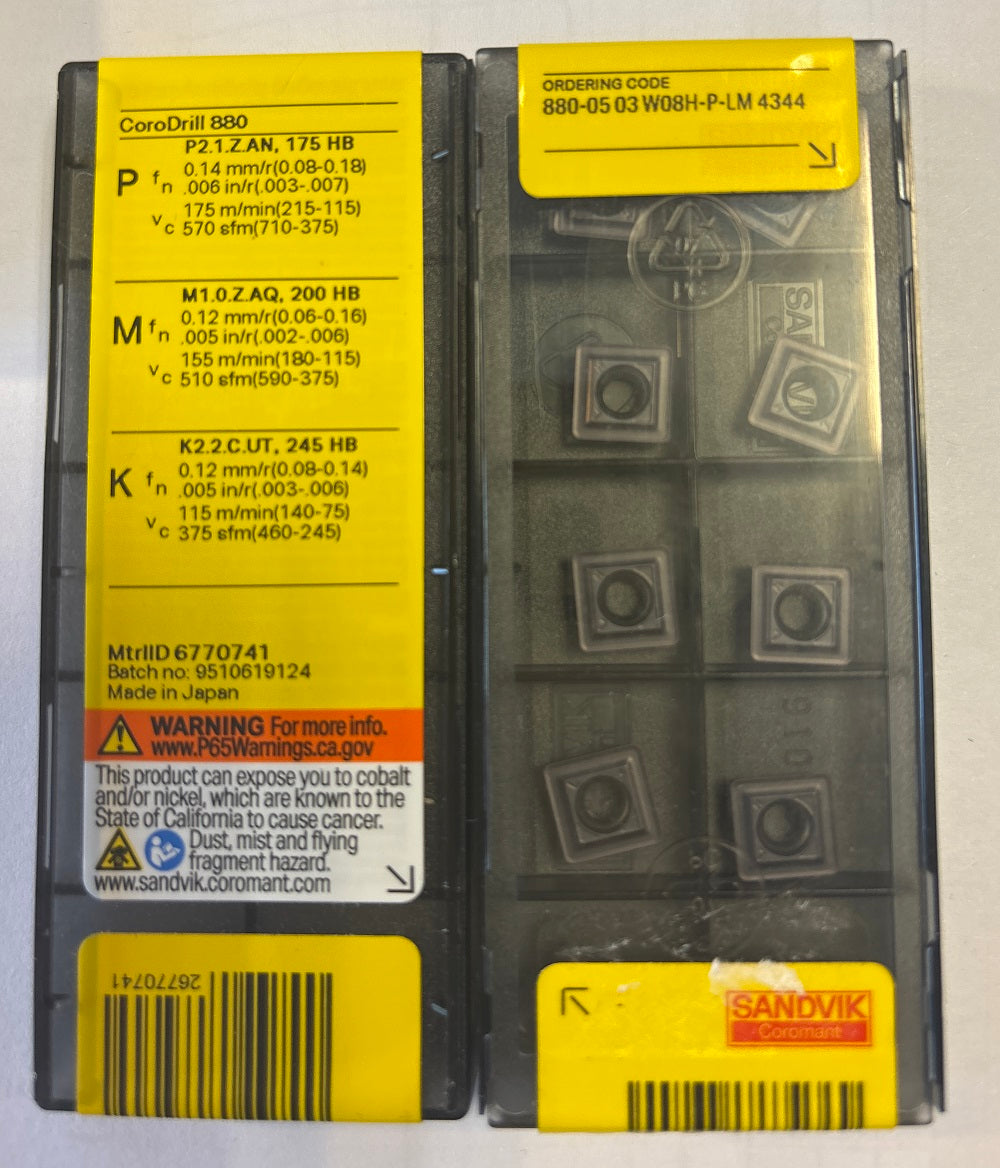 CoroDrill 880
P2.1.Z.AN, 175 HB
P fn 0.14 mm/r(0.08-0.18)
.006 in/r(.003-.007)
vc 175 m/min(215-115)
570 sfm(710-375)
M1.0.Z.AQ, 200 HB
M fn 0.12 mm/r(0.06-0.16)
.005 in/r(.002-.006)
vc 155 m/min(180-115)
510 sfm(590-375)
K2.2.C.UT, 245 HB
K fn 0.12 mm/r(0.08-0.14)
.005 in/r(.003-.006)
vc 115 m/min(140-75)
375 sfm(460-245)
MtrlID 6770741
Batch no: 9510619124
Made in Japan
WARNING For more info.
www.P65Warnings.ca.gov
This product can expose you to cobalt
and/or nickel, which are known to the
State of California to cause cancer.
Dust, mist and flying
fragment hazard.
www.sandvik.coromant.com
26770741
ORDERING CODE
880-05 03 W08H-P-LM 4344
SANDVIK
Coromant